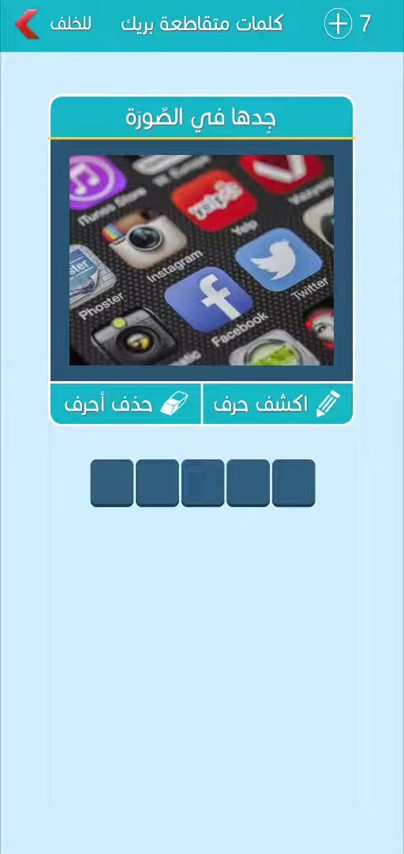 للخلف كلمات متقاطعة بريك 7
جِدها في الصّورَة
iTunes Store
Yelp
Instagram
Twitter
Phoster
Facebook
اكشف حرف
حذف أحرف